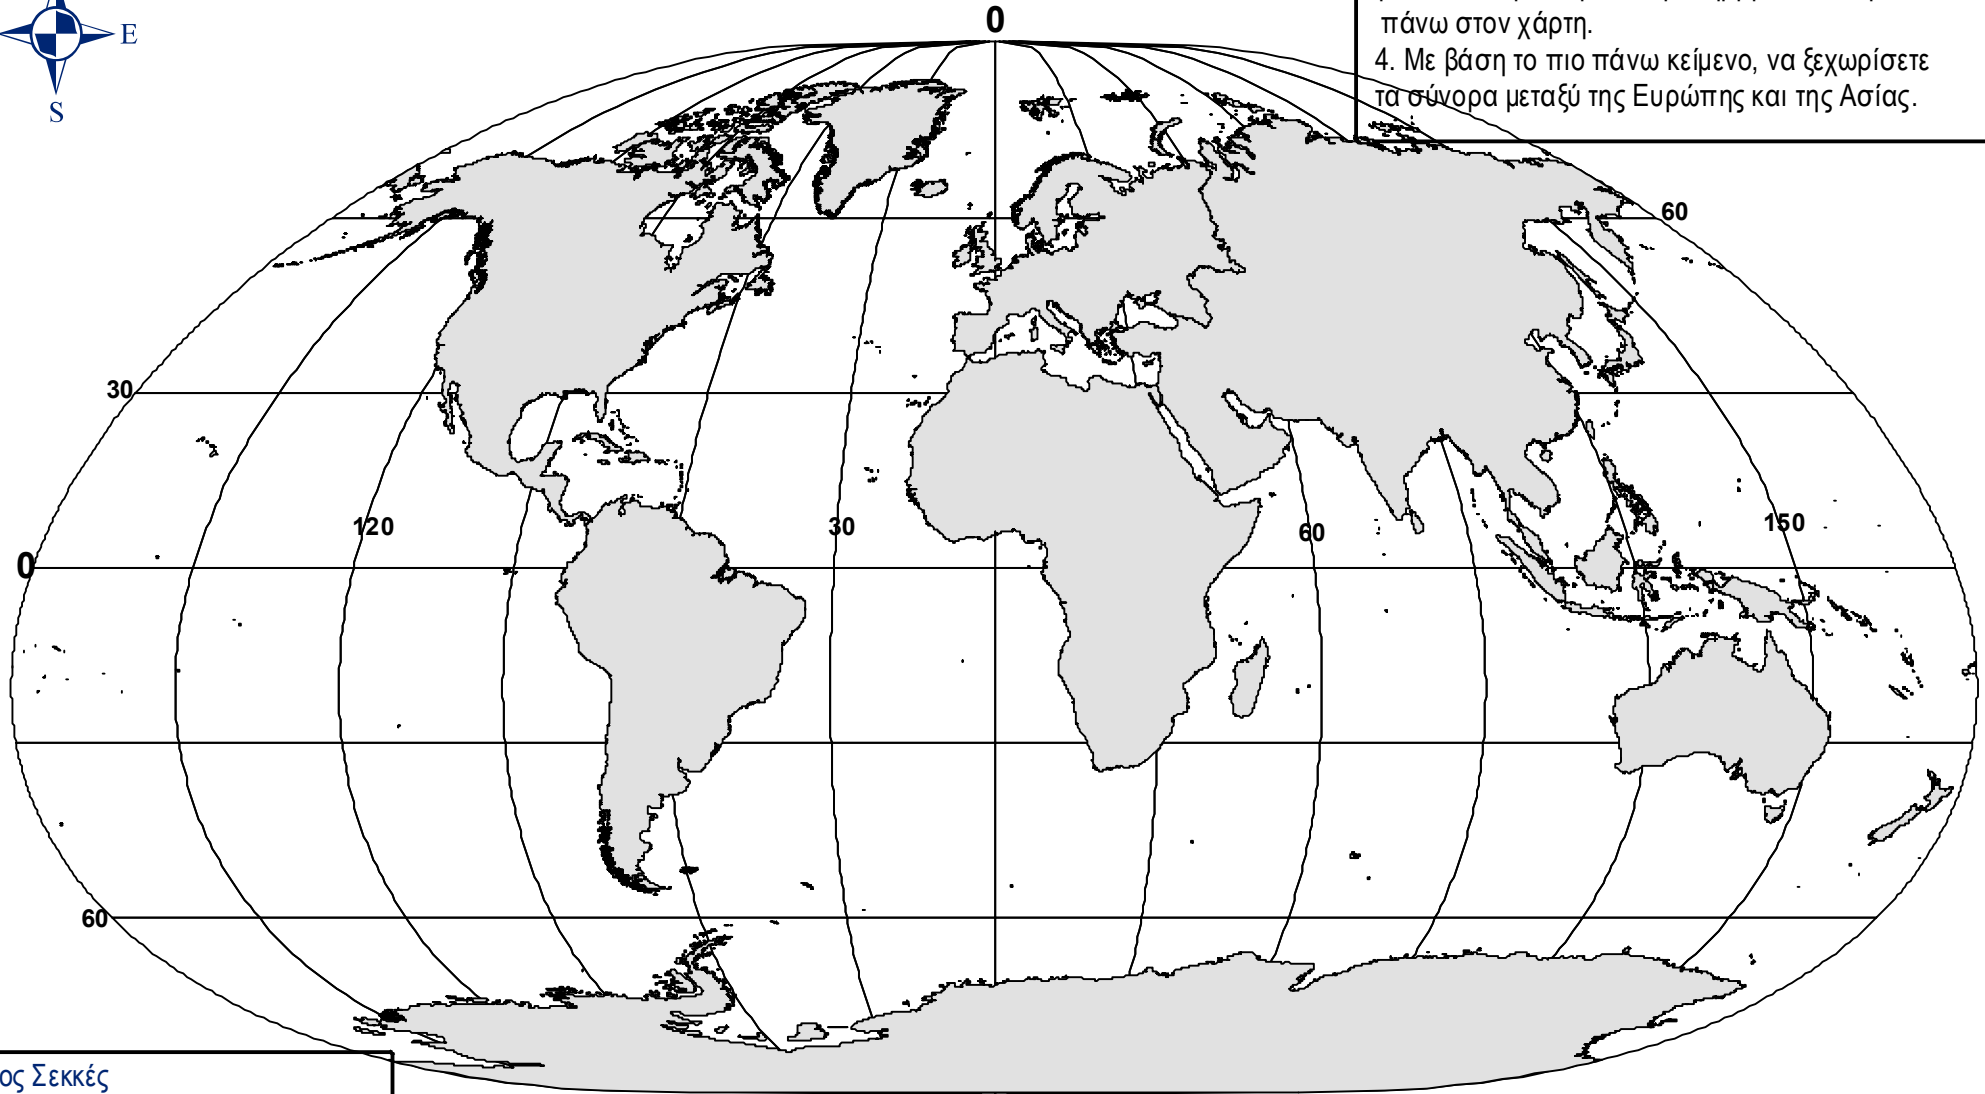 E
S
0
πάνω στον χάρτη.
4. Με βάση το πιο πάνω κείμενο, να ξεχωρίσετε
τα σύνορα μεταξύ της Ευρώπης και της Ασίας.
60
30
120
30
60
150
0
60
ος Σεκκές